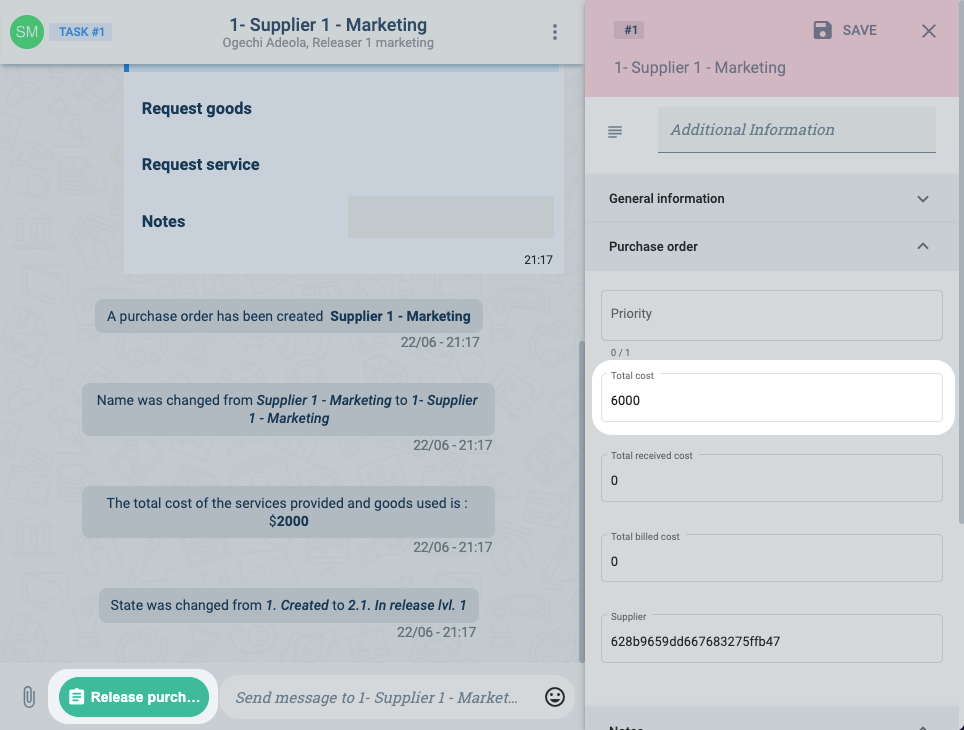 SM
TASK #1
1- Supplier 1 - Marketing
Ogechi Adeola, Releaser 1 marketing
Request goods
Request service
Notes
21:17
A purchase order has been created Supplier 1 - Marketing
22/06 - 21:17
Name was changed from Supplier 1 - Marketing to 1- Supplier
1 - Marketing
22/06 - 21:17
The total cost of the services provided and goods used is :
$2000
22/06 - 21:17
State was changed from 1. Created to 2.1. In release lvl. 1
22/06 - 21:17
Release purch...
Send message to 1- Supplier 1 - Market...
#1
SAVE
1- Supplier 1 - Marketing
Additional Information
General information
Purchase order
Priority
0 / 1
Total cost
6000
Total received cost
0
Total billed cost
0
Supplier
628b9659dd667683275ffb47
Notes